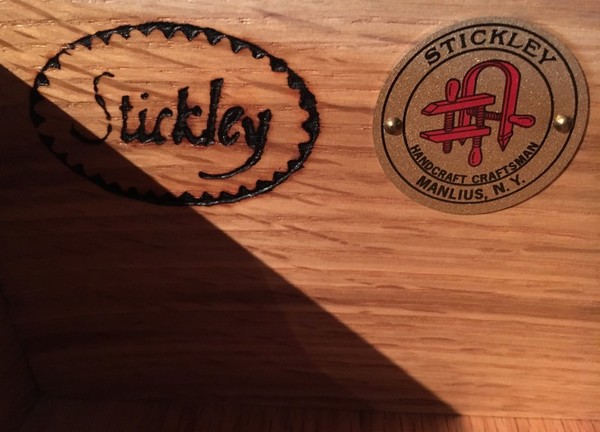 Stickley
STICKLEY
HANDCRAFT CRAFTSMAN
MANLIUS, N. Y.